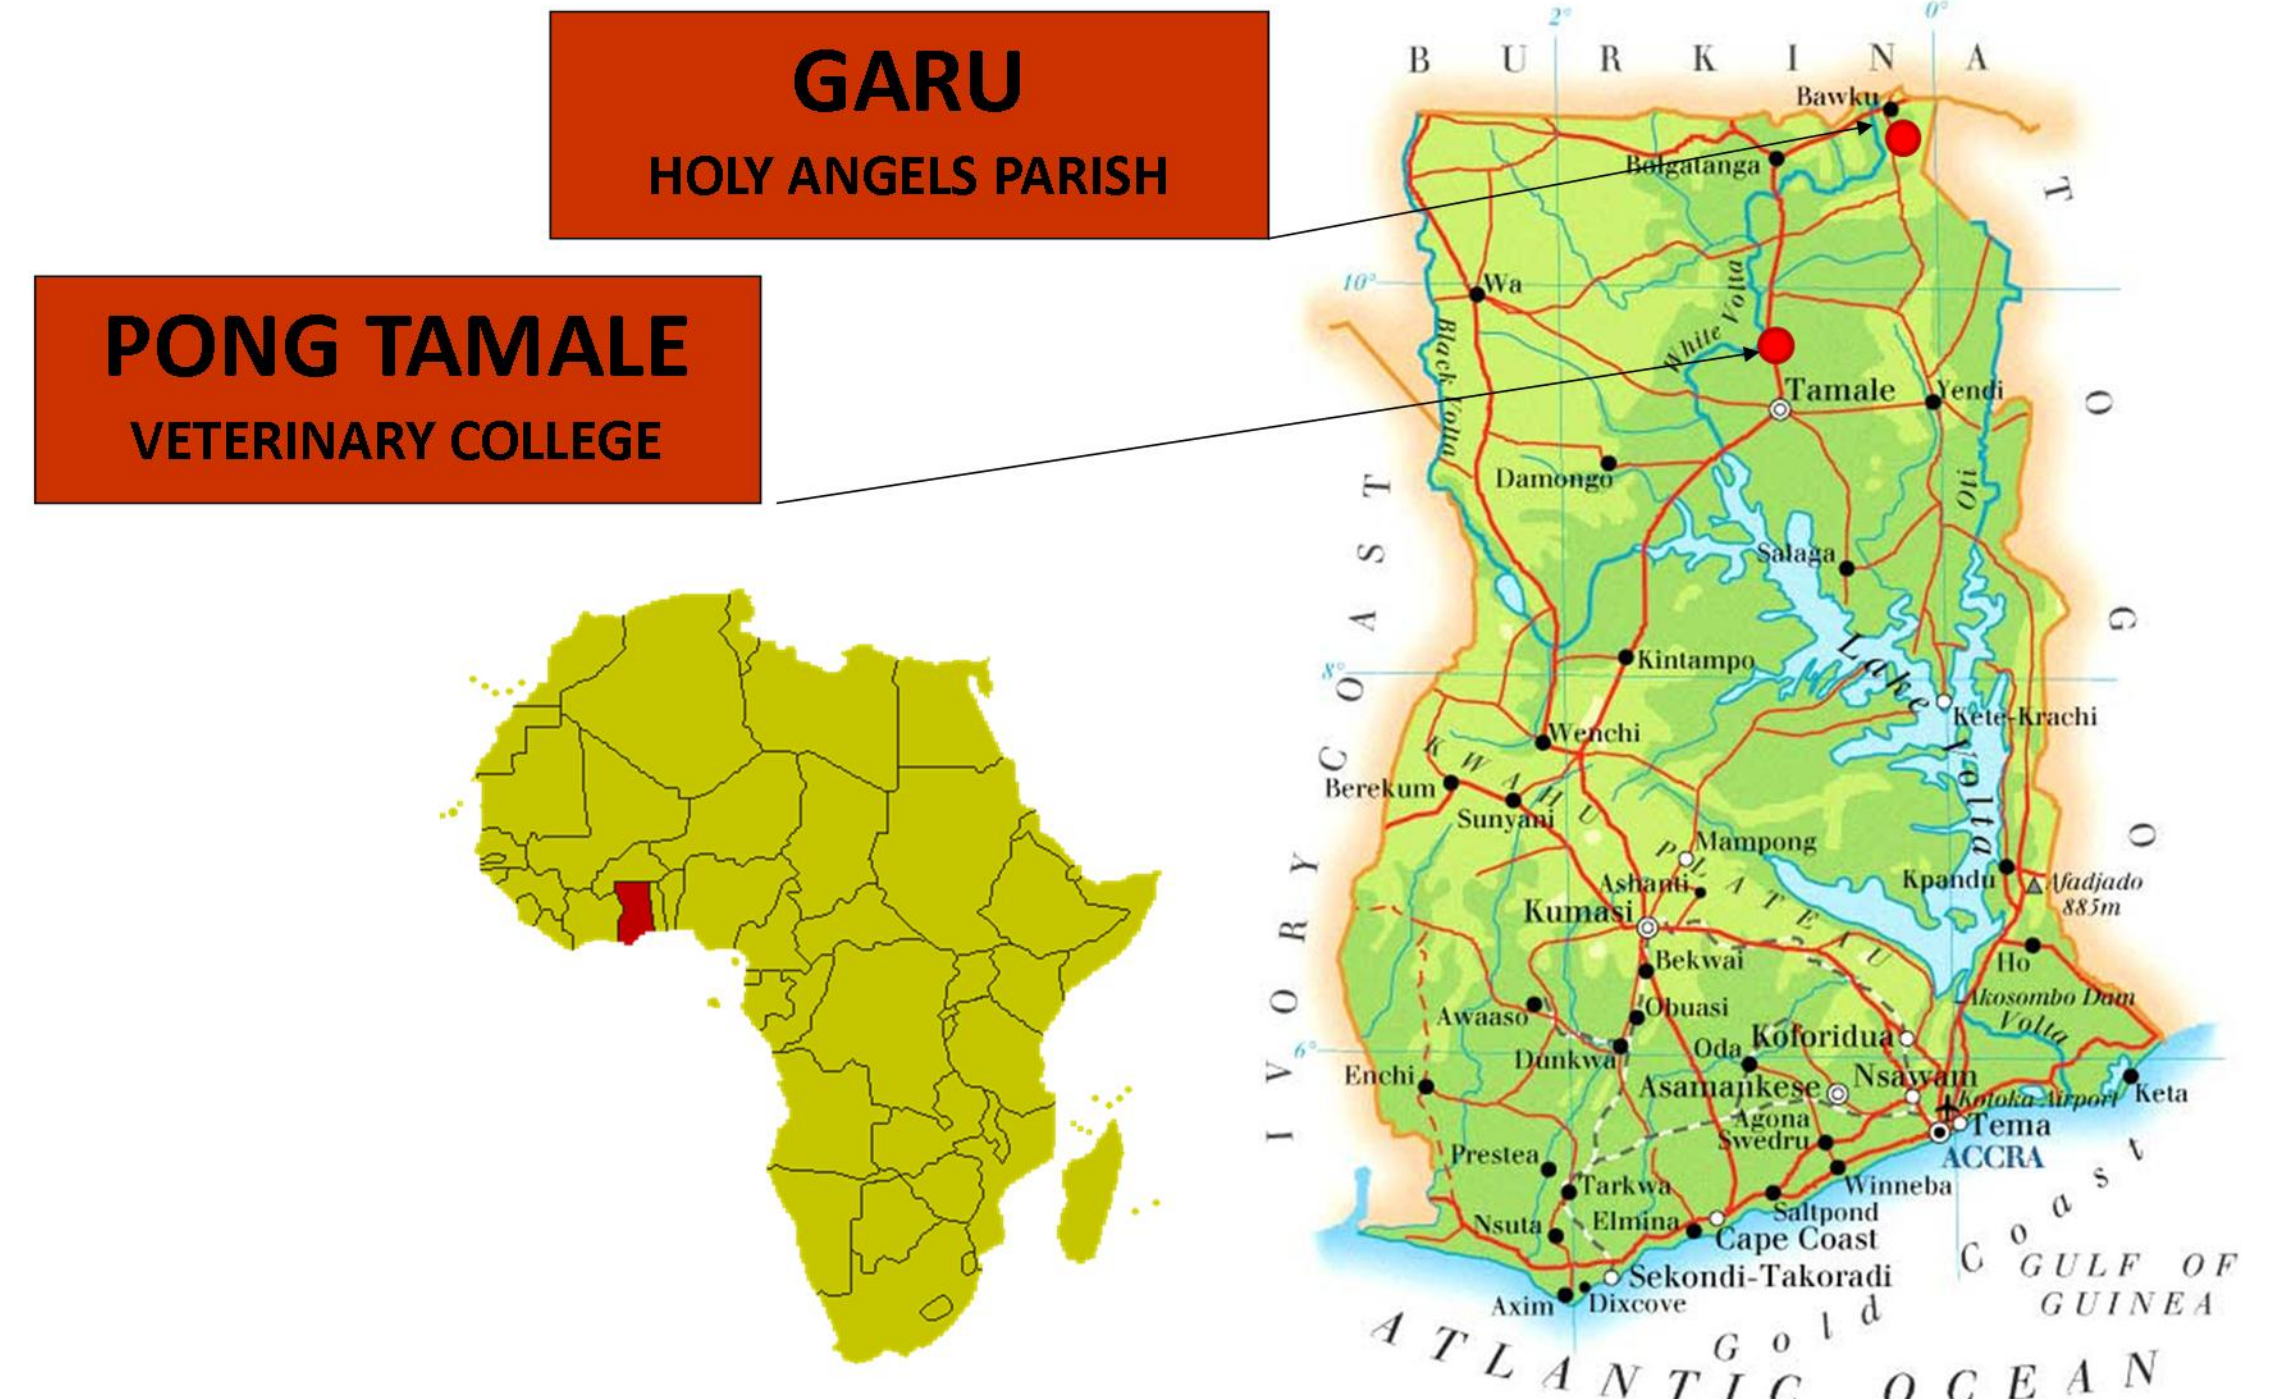 GARU
HOLY ANGELS PARISH
PONG TAMALE
VETERINARY COLLEGE
2°
0°
BURKINA
Bawku
Bolgatanga
TOGO
10°
Wa
White Volta
Black Volta
Tamale
Yendi
Damongo
Oti
Salaga
IVORY COAST
8°
Kintampo
Lake Volta
Kete-Krachi
Wenchi
KWAHU PLATEAU
Berekum
Sunyani
Mampong
Ashanti
Kpandu
Afadjado
885m
Kumasi
Bekwai
Ho
Awaaso
Obuasi
Akosombo Dam
Volta
Koforidua
6°
Dunkwa
Oda
Enchi
Asamankese
Nsawam
Kotoka Airport
Keta
Agona
Swedru
Tema
ACCRA
Prestea
Tarkwa
Winneba
Saltpond
Nsuta
Elmina
Cape Coast
Sekondi-Takoradi
Axim
Dixcove
Gold Coast
GULF OF
GUINEA
ATLANTIC OCEAN